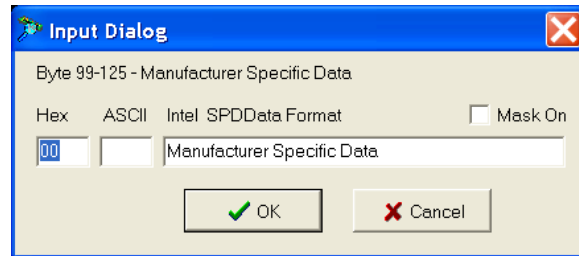 Input Dialog
Byte 99-125 - Manufacturer Specific Data
Hex ASCII Intel SPDData Format Mask On
00 Manufacturer Specific Data
OK Cancel